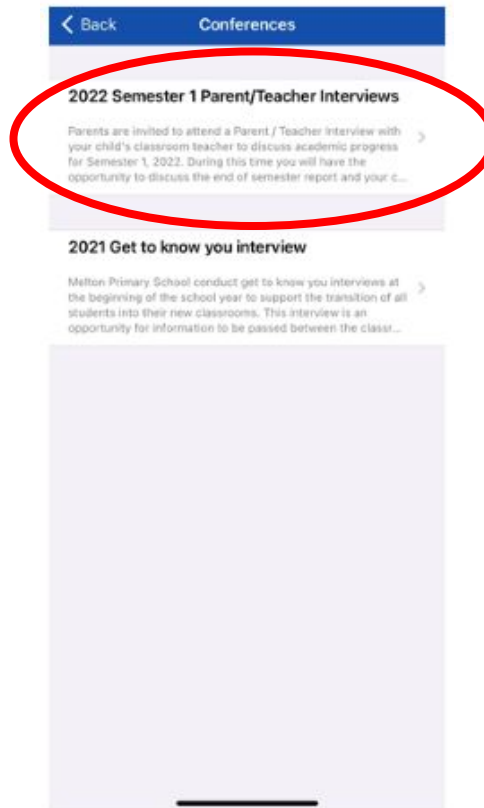 Back Conferences
2022 Semester 1 Parent/Teacher Interviews
Parents are invited to attend a Parent / Teacher Interview with
your child's classroom teacher to discuss academic progress
for Semester 1, 2022. During this time you will have the
opportunity to discuss the end of semester report and your c...
2021 Get to know you interview
Melton Primary School conduct get to know you interviews at
the beginning of the school year to support the transition of all
students into their new classrooms. This interview is an
opportunity for information to be passed between the classr...